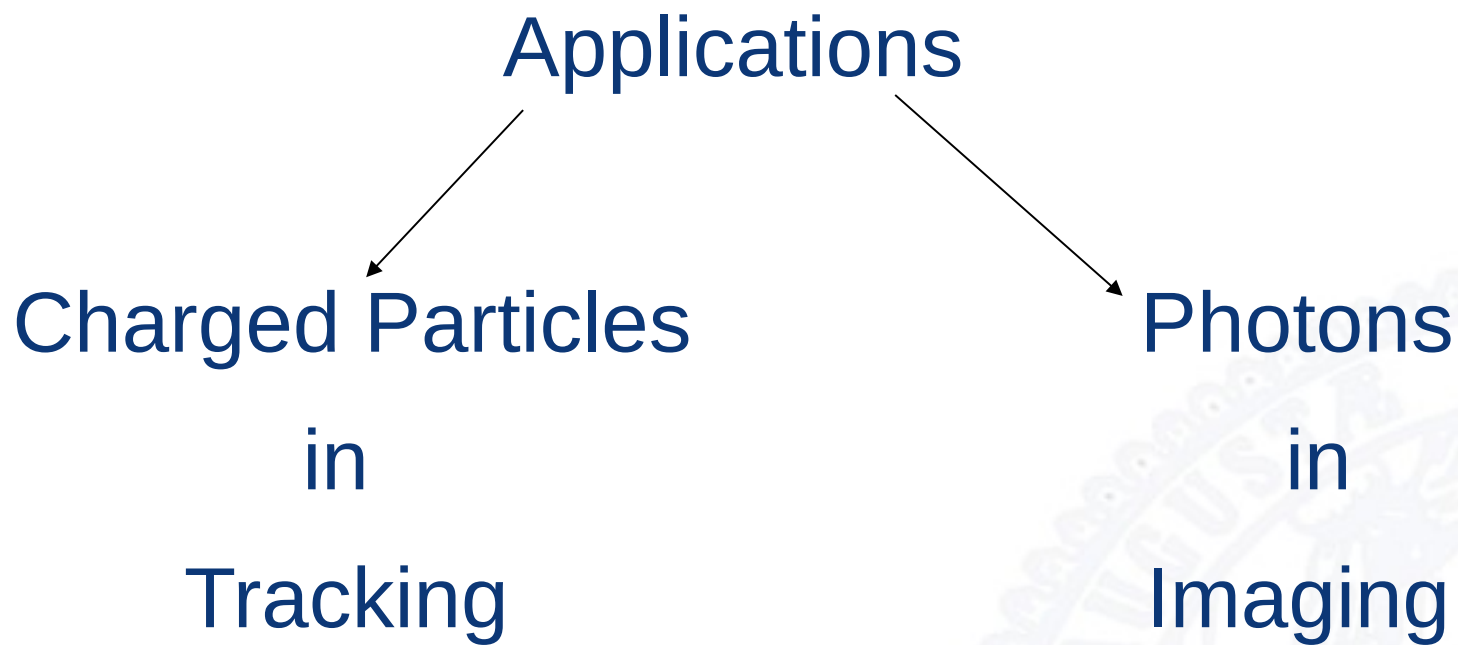 Applications
Charged Particles
in
Tracking
Photons
in
Imaging